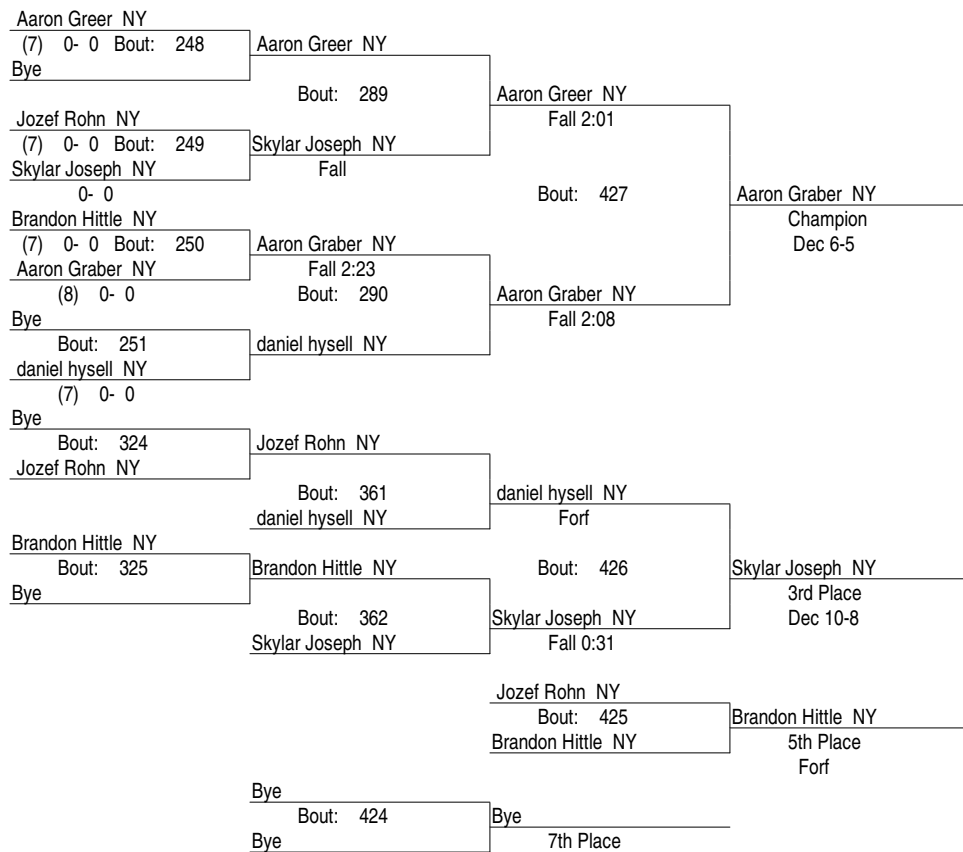 Aaron Greer NY
(7) 0- 0 Bout: 248
Bye
Jozef Rohn NY
(7) 0- 0 Bout: 249
Skylar Joseph NY
0- 0
Brandon Hittle NY
(7) 0- 0 Bout: 250
Aaron Graber NY
(8) 0- 0
Bye
Bout: 251
daniel hysell NY
(7) 0- 0
Bye
Bout: 324
Jozef Rohn NY
Brandon Hittle NY
Bout: 325
Bye
Aaron Greer NY
Bout: 289
Skylar Joseph NY
Fall
Aaron Graber NY
Fall 2:23
Bout: 290
daniel hysell NY
Jozef Rohn NY
Bout: 361
daniel hysell NY
Brandon Hittle NY
Bout: 362
Skylar Joseph NY
Bye
Bout: 424
Bye
Aaron Greer NY
Fall 2:01
Bout: 427
Aaron Graber NY
Fall 2:08
daniel hysell NY
Forf
Bout: 426
Skylar Joseph NY
Fall 0:31
Jozef Rohn NY
Bout: 425
Brandon Hittle NY
Bye
7th Place
Aaron Graber NY
Champion
Dec 6-5
Skylar Joseph NY
3rd Place
Dec 10-8
Brandon Hittle NY
5th Place
Forf